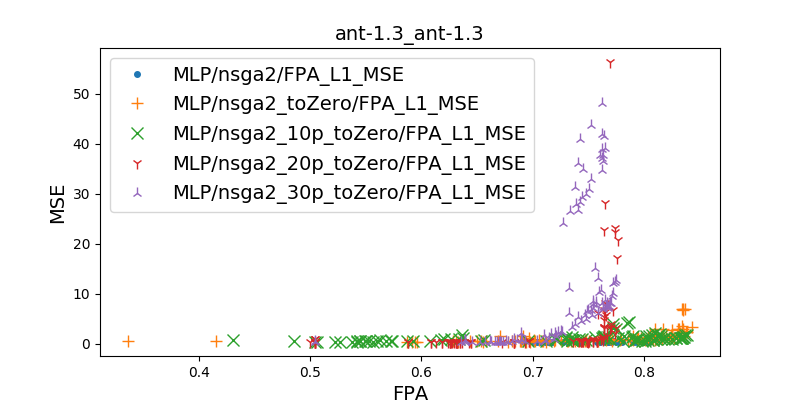 ant-1.3_ant-1.3
MLP/nsga2/FPA_L1_MSE
MLP/nsga2_toZero/FPA_L1_MSE
MLP/nsga2_10p_toZero/FPA_L1_MSE
MLP/nsga2_20p_toZero/FPA_L1_MSE
MLP/nsga2_30p_toZero/FPA_L1_MSE
MSE
50
40
30
20
10
0
0.4 0.5 0.6 0.7 0.8
FPA